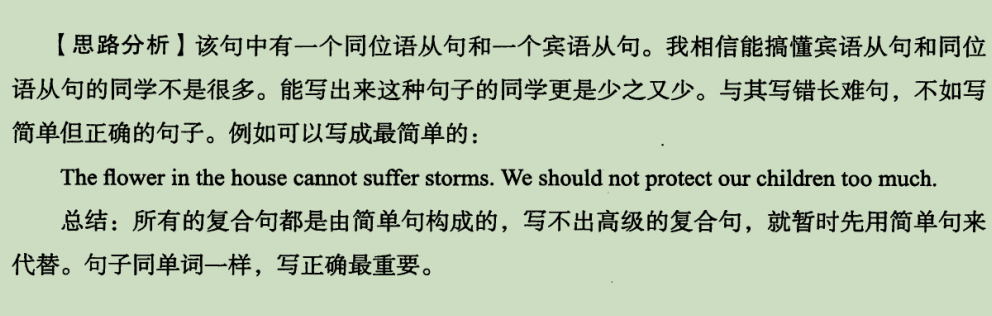 【思路分析】该句中有一个同位语从句和一个宾语从句。我相信能搞懂宾语从句和同位
语从句的同学不是很多。能写出来这种句子的同学更是少之又少。与其写错长难句，不如写
简单但正确的句子。例如可以写成最简单的：
The flower in the house cannot suffer storms. We should not protect our children too much.
总结：所有的复合句都是由简单句构成的，写不出高级的复合句，就暂时先用简单句来
代替。句子同单词一样，写正确最重要。